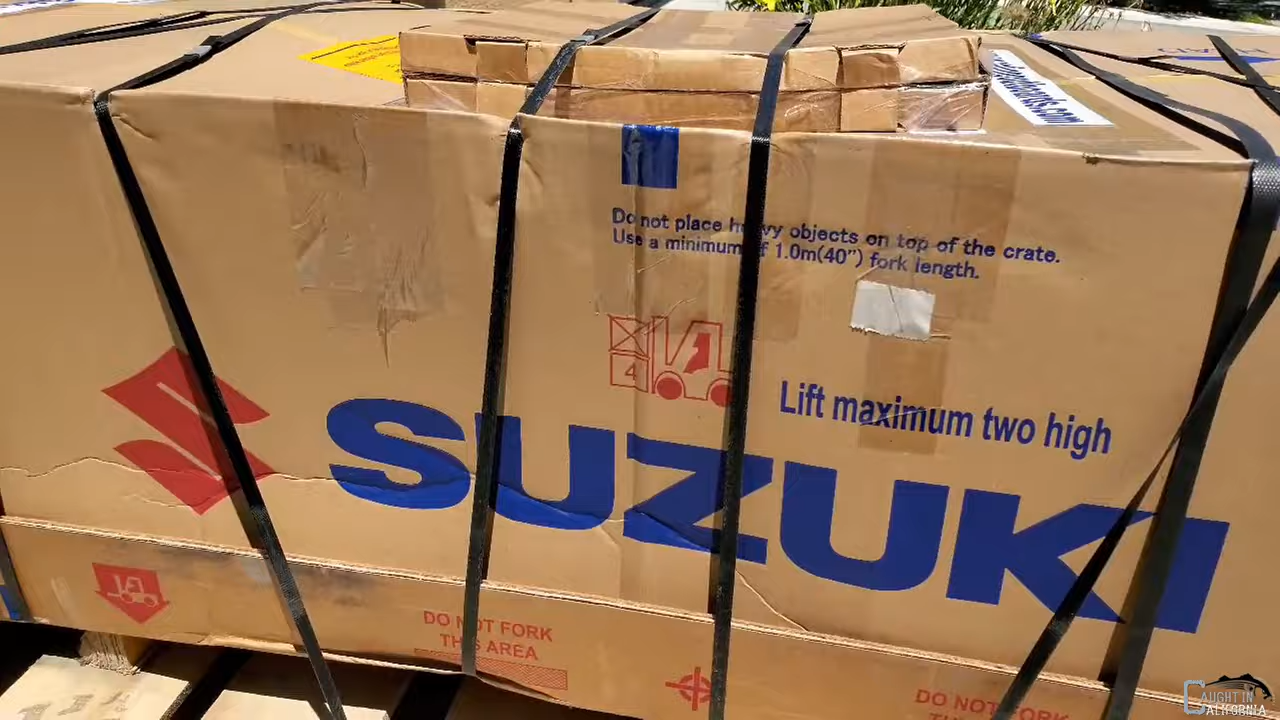 Do not place heavy objects on top of the crate.
Use a minimum of 1.0m(40") fork length.
4
Lift maximum two high
SUZUKI
DO NOT FORK
THIS AREA
DO NOT FORK
CAUGHT IN
CALIFORNIA